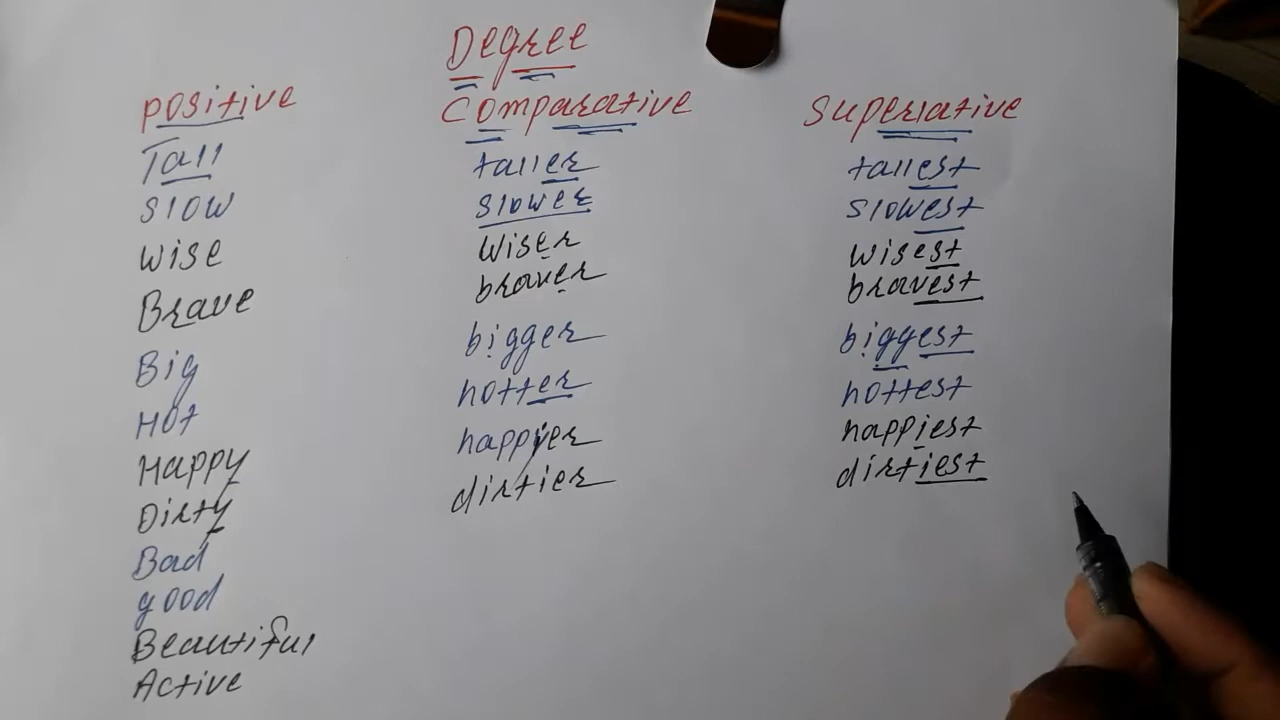 Degree
Positive Comparative Superlative
Tall taller tallest
Slow slower slowest
Wise Wiser wisest
Brave braver bravest
Big bigger biggest
Hot hotter hottest
Happy happier happiest
Dirty dirtier dirtiest
Bad
good
Beautiful
Active